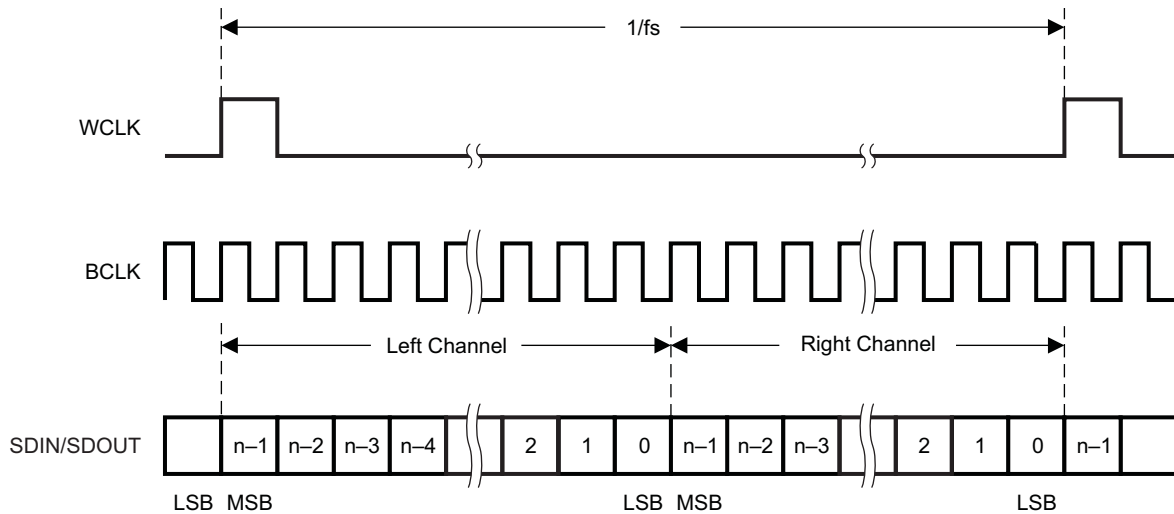 1/fs
WCLK
BCLK
Left Channel Right Channel
SDIN/SDOUT n–1 n–2 n–3 n–4 2 1 0 n–1 n–2 n–3 2 1 0 n–1
LSB MSB LSB MSB LSB